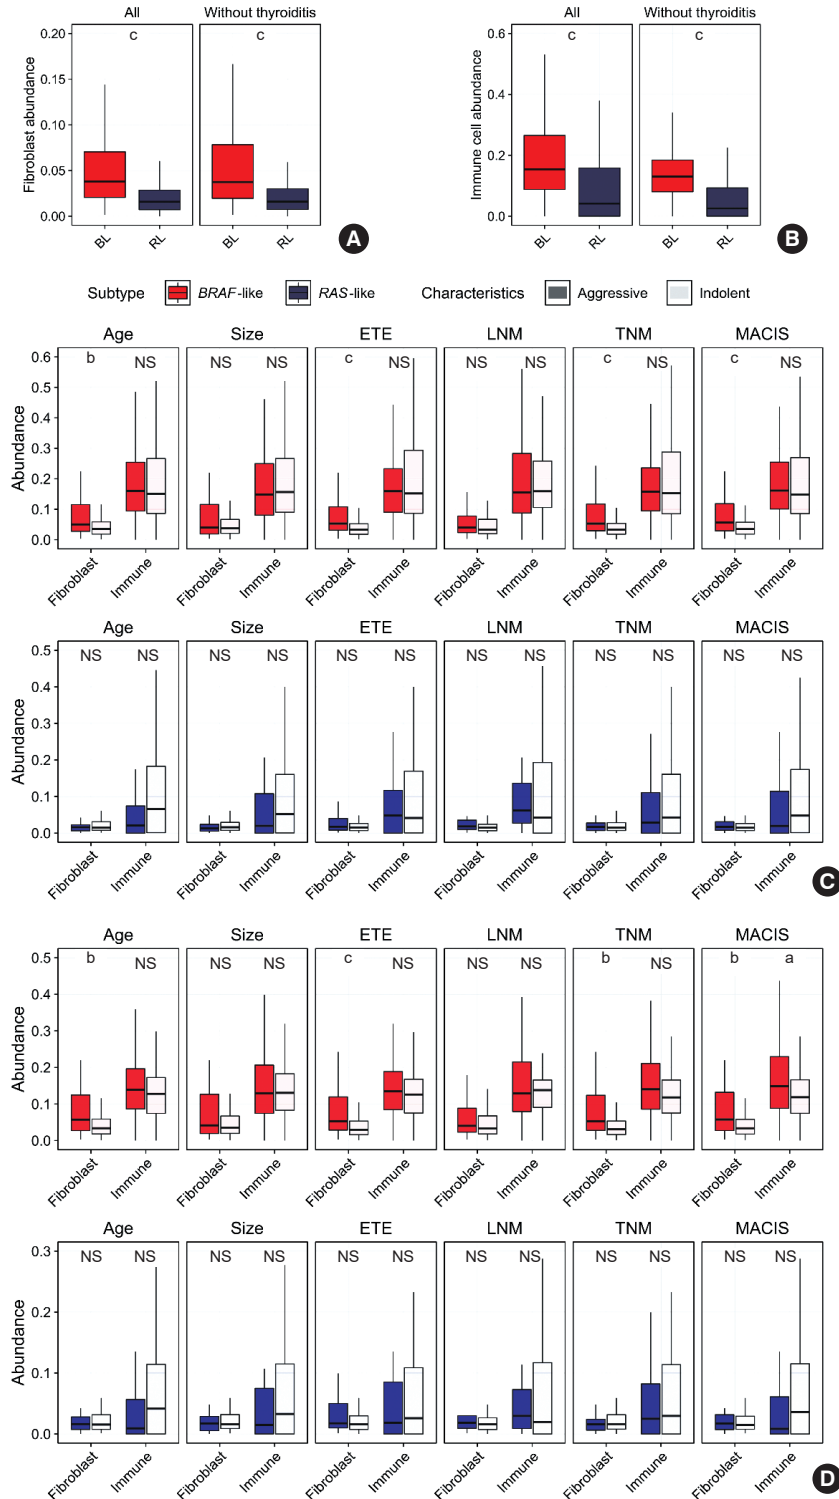 All Without thyroiditis
c c
Fibroblast abundance
0.20
0.15
0.10
0.05
0.00
BL RL BL RL
A
All Without thyroiditis
c c
Immune cell abundance
0.6
0.4
0.2
0.0
BL RL BL RL
B
Subtype BRAF-like RAS-like Characteristics Aggressive Indolent
Age Size ETE LNM TNM MACIS
b NS NS NS c NS NS NS c NS c NS
Abundance
0.6
0.5
0.4
0.3
0.2
0.1
0.0
Fibroblast Immune Fibroblast Immune Fibroblast Immune Fibroblast Immune Fibroblast Immune Fibroblast Immune
Age Size ETE LNM TNM MACIS
NS NS NS NS NS NS NS NS NS NS NS NS
Abundance
0.5
0.4
0.3
0.2
0.1
0.0
Fibroblast Immune Fibroblast Immune Fibroblast Immune Fibroblast Immune Fibroblast Immune Fibroblast Immune
C
Age Size ETE LNM TNM MACIS
b NS NS NS c NS NS NS b NS b a
Abundance
0.5
0.4
0.3
0.2
0.1
0.0
Fibroblast Immune Fibroblast Immune Fibroblast Immune Fibroblast Immune Fibroblast Immune Fibroblast Immune
Age Size ETE LNM TNM MACIS
NS NS NS NS NS NS NS NS NS NS NS NS
Abundance
0.3
0.2
0.1
0.0
Fibroblast Immune Fibroblast Immune Fibroblast Immune Fibroblast Immune Fibroblast Immune Fibroblast Immune
D